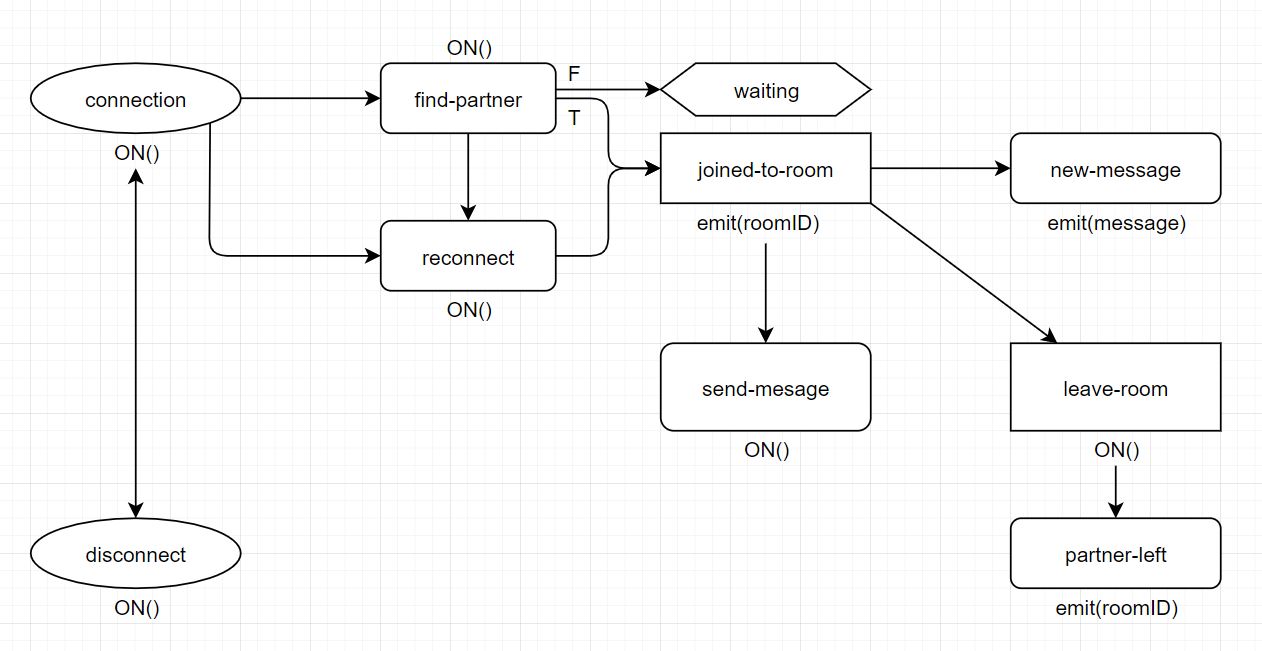 ON()
connection
find-partner
F
T
waiting
ON()
joined-to-room
new-message
emit(roomID)
emit(message)
reconnect
ON()
send-mesage
leave-room
ON()
ON()
disconnect
partner-left
ON()
emit(roomID)